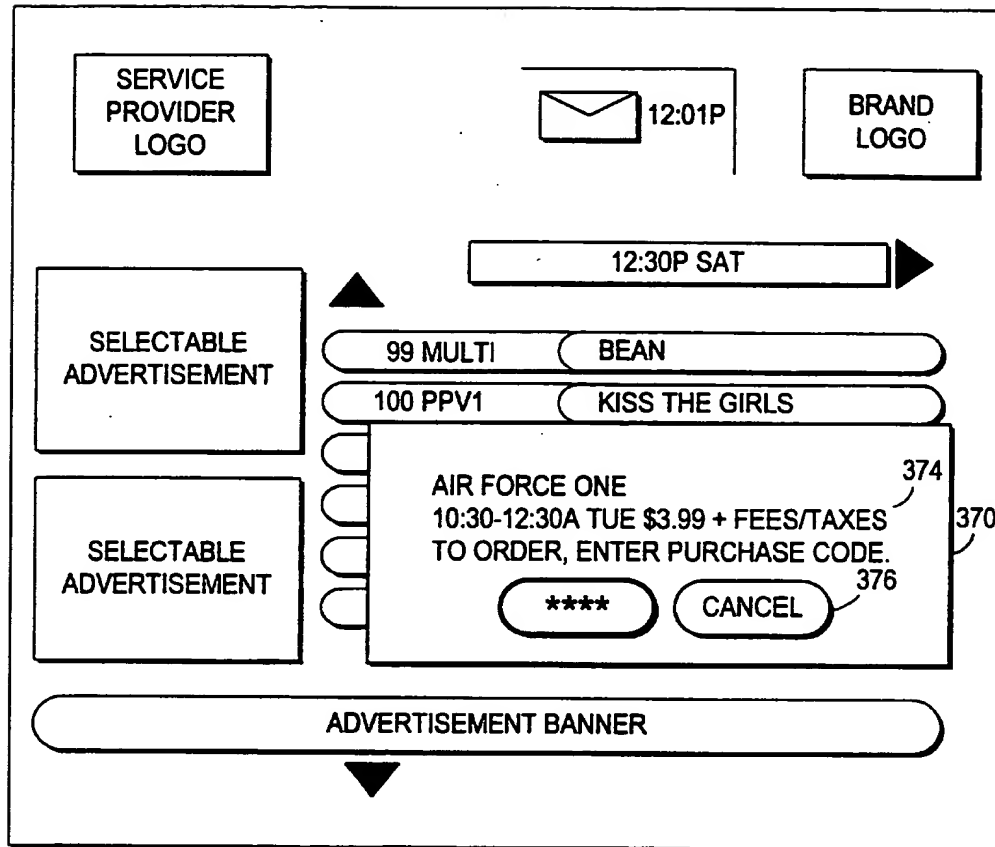 SERVICE
PROVIDER
LOGO
12:01P
BRAND
LOGO
12:30P SAT
SELECTABLE
ADVERTISEMENT
99 MULTI BEAN
100 PPV1 KISS THE GIRLS
SELECTABLE
ADVERTISEMENT
AIR FORCE ONE
374
10:30-12:30A TUE $3.99 + FEES/TAXES
370
TO ORDER, ENTER PURCHASE CODE.
376
**** CANCEL
ADVERTISEMENT BANNER